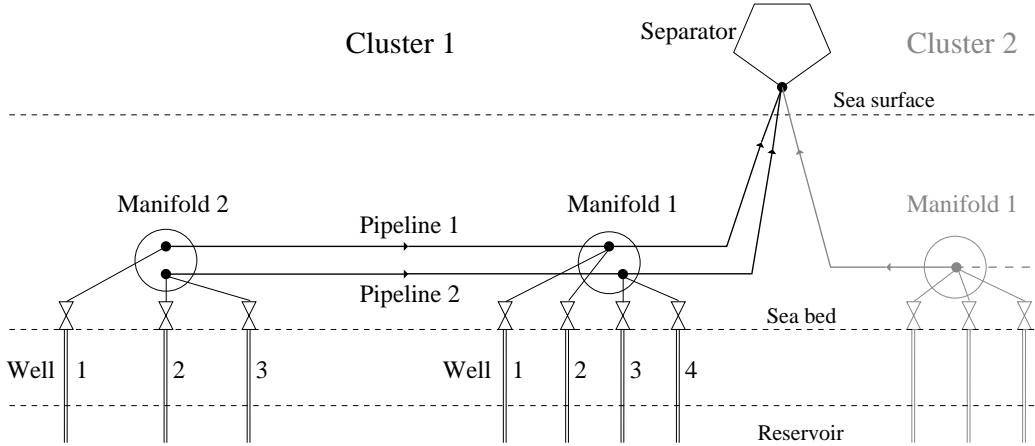 Cluster 1
Separator
Cluster 2
Sea surface
Manifold 2
Manifold 1
Manifold 1
Pipeline 1
Pipeline 2
Sea bed
Well 1 2 3
Well 1 2 3 4
Reservoir